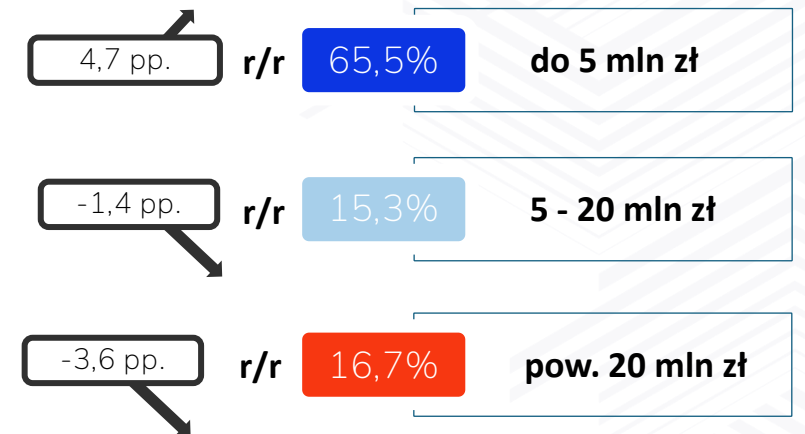 4,7 pp. r/r 65,5% do 5 mln zł
-1,4 pp. r/r 15,3% 5 - 20 mln zł
-3,6 pp. r/r 16,7% pow. 20 mln zł